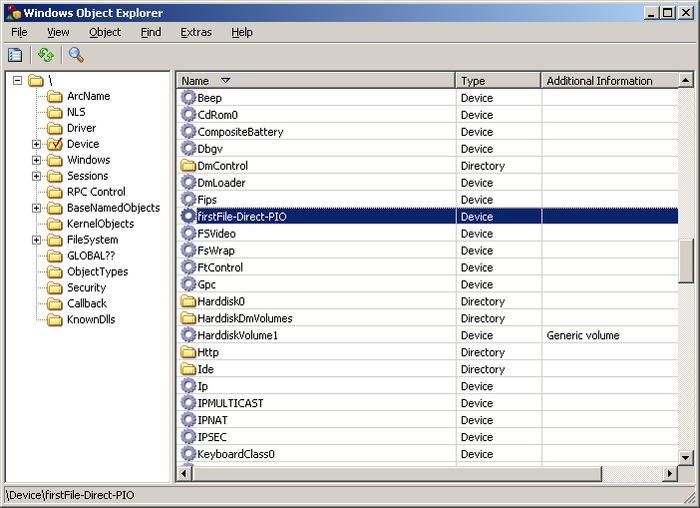 Windows Object Explorer
File View Object Find Extras Help
\
ArcName
NLS
Driver
Device
Windows
Sessions
RPC Control
BaseNamedObjects
KernelObjects
FileSystem
GLOBAL??
ObjectTypes
Security
Callback
KnownDlls
Name Type Additional Information
Beep Device
CdRom0 Device
CompositeBattery Device
Dbgv Device
DmControl Directory
DmLoader Device
Fips Device
firstFile-Direct-PIO Device
FSVideo Device
FsWrap Device
FtControl Device
Gpc Device
Harddisk0 Directory
HarddiskDmVolumes Directory
HarddiskVolume1 Device Generic volume
Http Directory
Ide Directory
Ip Device
IPMULTICAST Device
IPNAT Device
IPSEC Device
KeyboardClass0 Device
\Device\firstFile-Direct-PIO